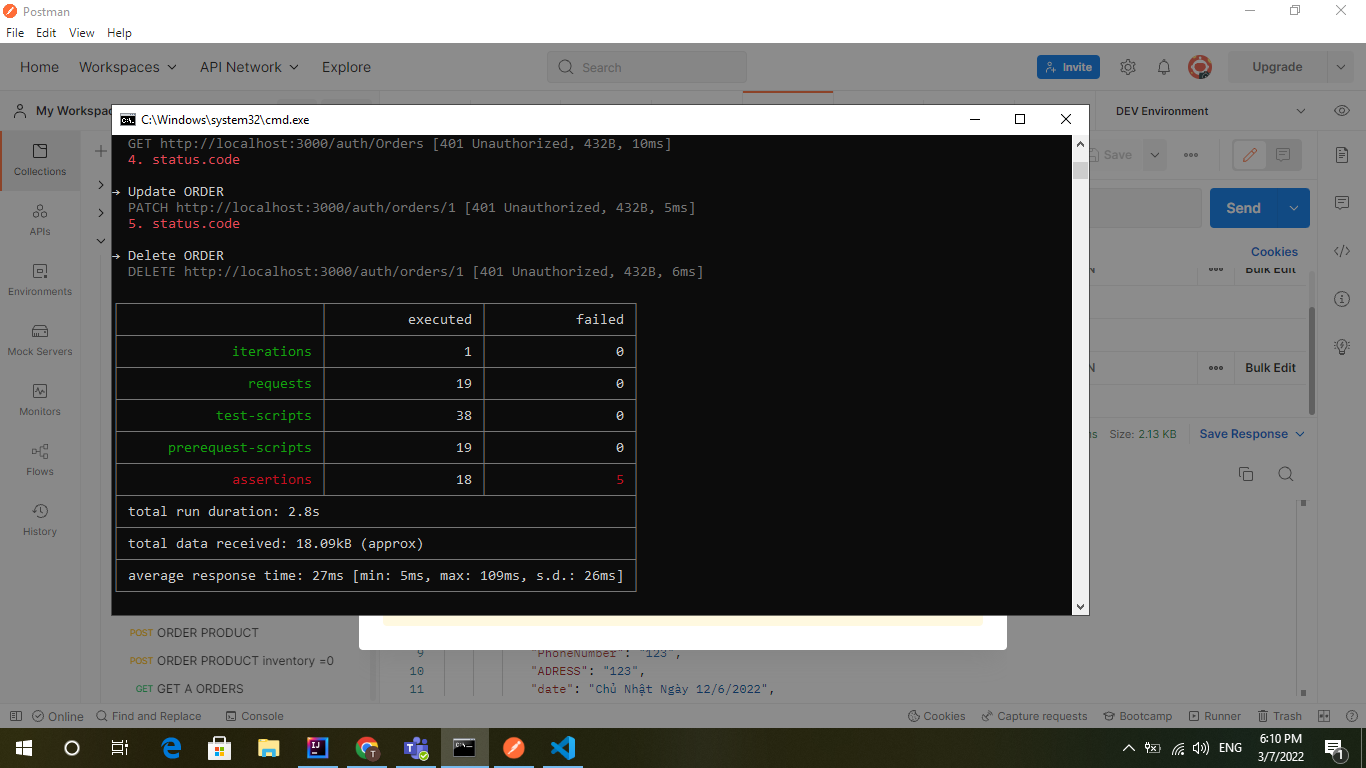 Postman
File Edit View Help
Home Workspaces API Network Explore Search Invite Upgrade
My Workspac DEV Environment
C:\Windows\system32\cmd.exe
GET http://localhost:3000/auth/Orders [401 Unauthorized, 432B, 10ms]
4. status.code
→ Update ORDER
PATCH http://localhost:3000/auth/orders/1 [401 Unauthorized, 432B, 5ms]
5. status.code
→ Delete ORDER
DELETE http://localhost:3000/auth/orders/1 [401 Unauthorized, 432B, 6ms]
executed failed
iterations 1 0
requests 19 0
test-scripts 38 0
prerequest-scripts 19 0
assertions 18 5
total run duration: 2.8s
total data received: 18.09kB (approx)
average response time: 27ms [min: 5ms, max: 109ms, s.d.: 26ms]
Collections
APIs
Environments
Mock Servers
Monitors
Flows
History
Save
Send
Cookies
N Bulk Edit
N Bulk Edit
ms Size: 2.13 KB Save Response
POST ORDER PRODUCT
POST ORDER PRODUCT inventory =0
GET GET A ORDERS
9 "PhoneNumber": "123",
10 "ADRESS": "123",
11 "date": "Chủ Nhật Ngày 12/6/2022",
Online Find and Replace Console Cookies Capture requests Bootcamp Runner Trash
T ENG 6:10 PM
3/7/2022 1